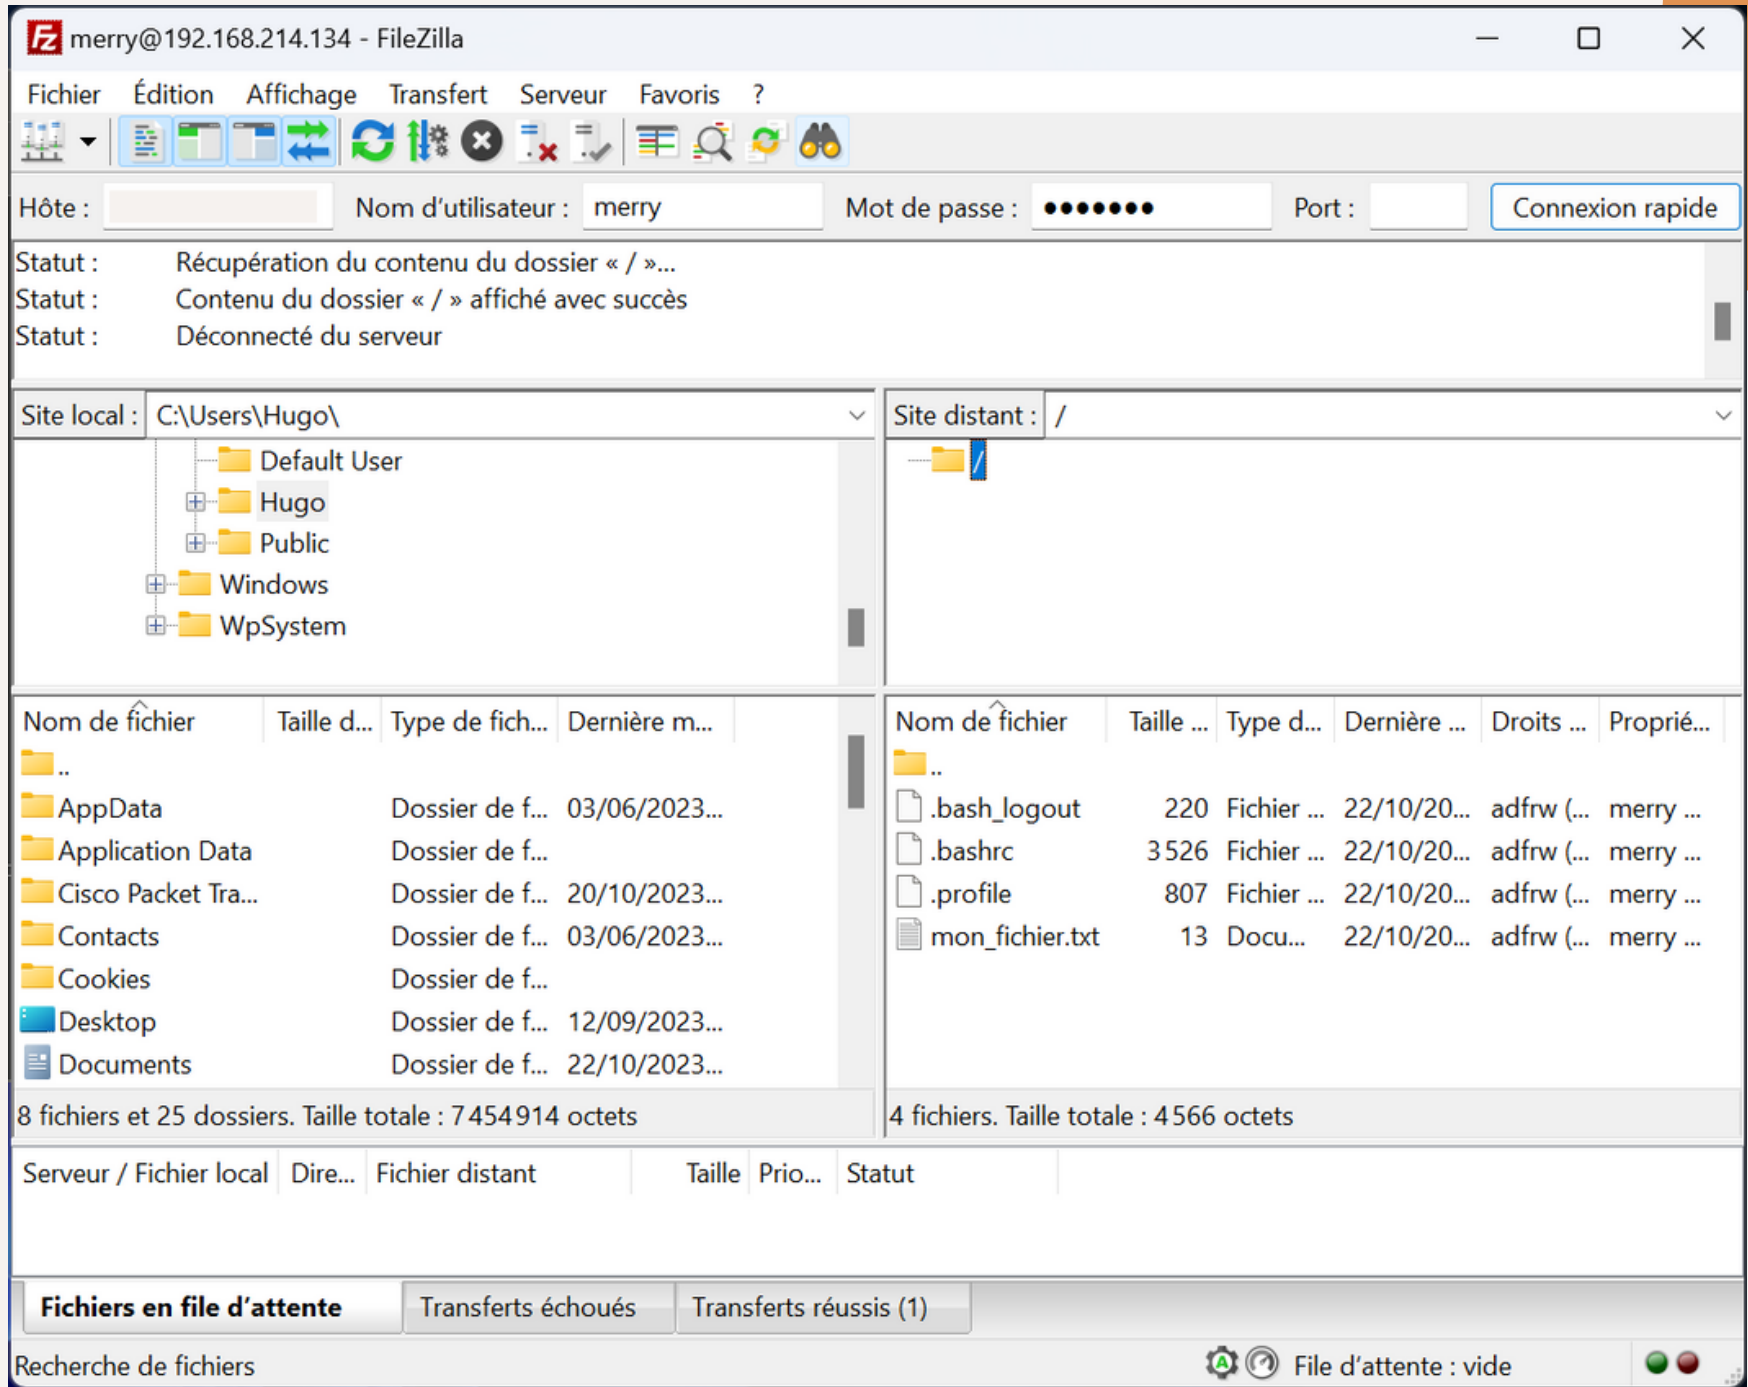 merry@192.168.214.134 - FileZilla
Fichier Édition Affichage Transfert Serveur Favoris ?
Hôte : Nom d'utilisateur : merry Mot de passe : ●●●●●●● Port : Connexion rapide
Statut : Récupération du contenu du dossier « / »...
Statut : Contenu du dossier « / » affiché avec succès
Statut : Déconnecté du serveur
Site local : C:\Users\Hugo\
Default User
Hugo
Public
Windows
WpSystem
Site distant : /
/
Nom de fichier Taille d... Type de fich... Dernière m...
..
AppData Dossier de f... 03/06/2023...
Application Data Dossier de f...
Cisco Packet Tra... Dossier de f... 20/10/2023...
Contacts Dossier de f... 03/06/2023...
Cookies Dossier de f...
Desktop Dossier de f... 12/09/2023...
Documents Dossier de f... 22/10/2023...
8 fichiers et 25 dossiers. Taille totale : 7 454 914 octets
Nom de fichier Taille ... Type d... Dernière ... Droits ... Proprié...
..
.bash_logout 220 Fichier ... 22/10/20... adfrw (... merry ...
.bashrc 3 526 Fichier ... 22/10/20... adfrw (... merry ...
.profile 807 Fichier ... 22/10/20... adfrw (... merry ...
mon_fichier.txt 13 Docu... 22/10/20... adfrw (... merry ...
4 fichiers. Taille totale : 4 566 octets
Serveur / Fichier local Dire... Fichier distant Taille Prio... Statut
Fichiers en file d'attente Transferts échoués Transferts réussis (1)
Recherche de fichiers File d'attente : vide